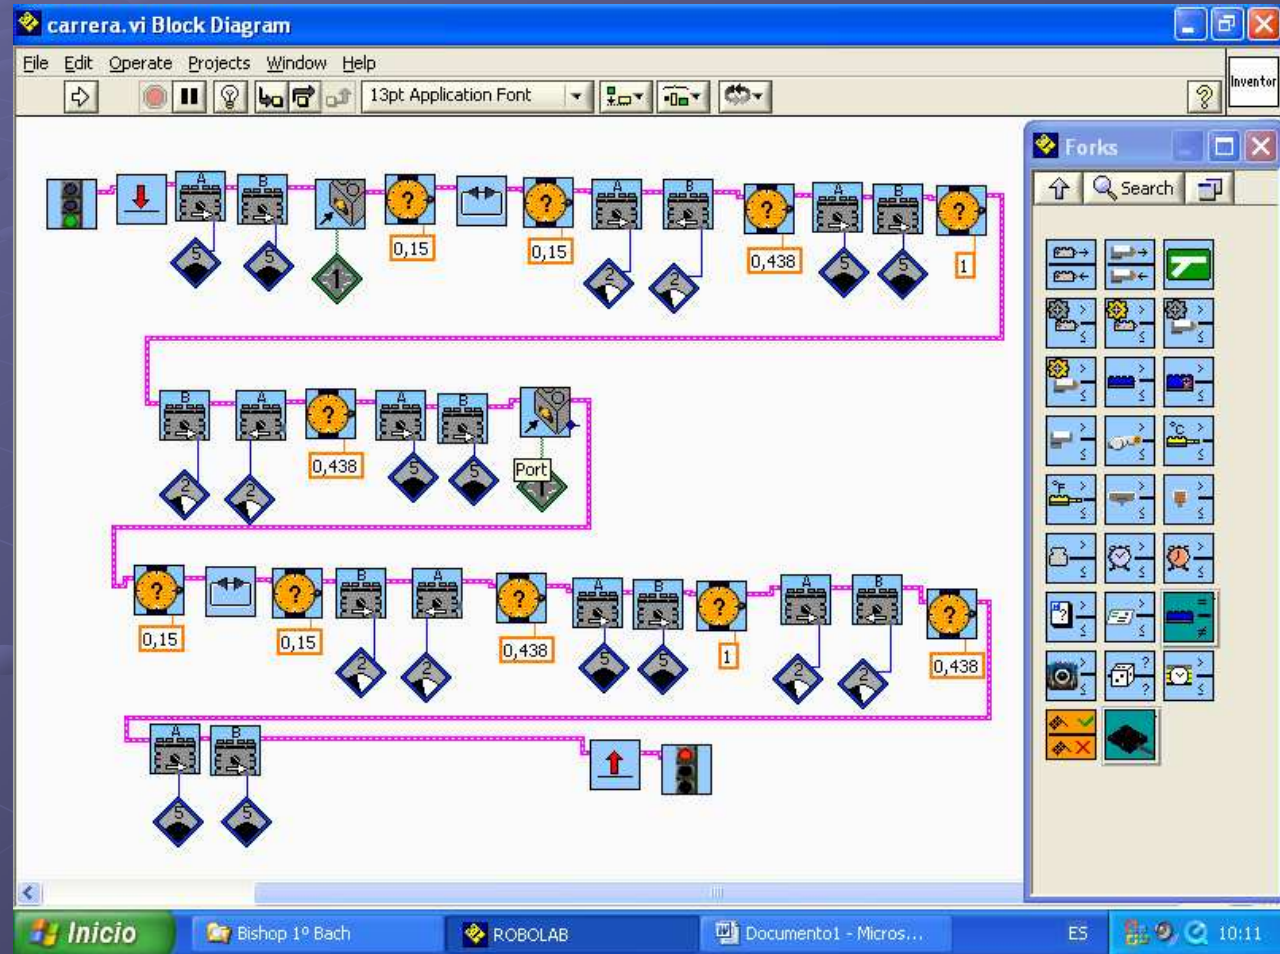 carrera.vi Block Diagram
File Edit Operate Projects Window Help
13pt Application Font
Inventor
Forks
Search
A B A B A B
5 5 1 0,15 0,15 2 2 0,438 5 5 1
B A A B
2 2 0,438 5 5 Port 1
B A A B A B
0,15 0,15 2 2 0,438 5 5 1 2 2 0,438
A B
5 5
°C
°F
Inicio Bishop 1º Bach ROBOLAB Documento1 - Micros... ES 10:11